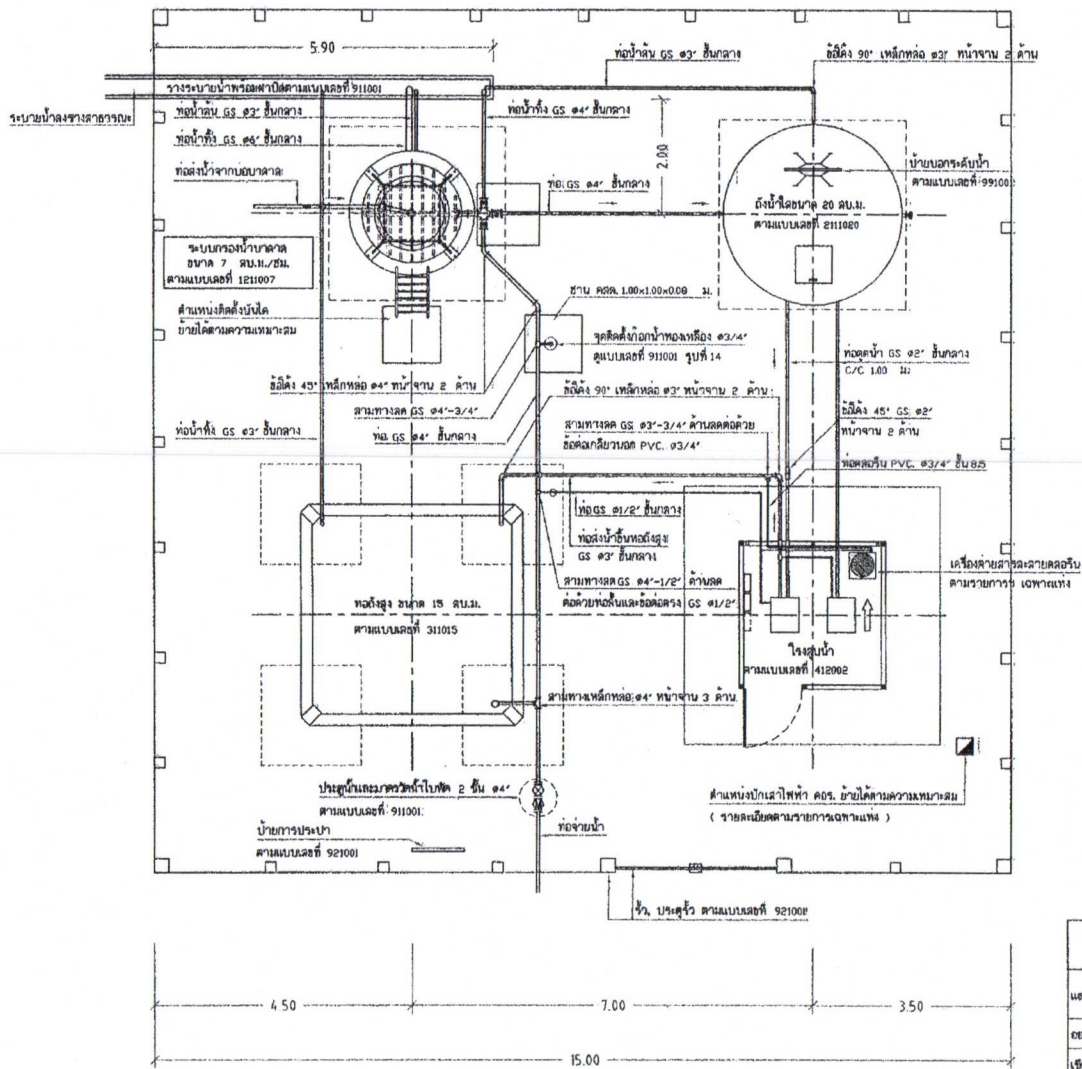 5.90
ท่อน้ำล้น GS ø3" ชั้นกลาง
ข้อโค้ง 90° เหล็กหล่อ ø3" หน้าจาน 2 ด้าน
รางระบายน้ำพร้อมฝาปิดตามแบบเลขที่ 911001
ระบายน้ำลงรางสาธารณะ
ท่อน้ำล้น GS ø3" ชั้นกลาง
ท่อน้ำทิ้ง GS ø4" ชั้นกลาง
ท่อน้ำทิ้ง GS ø6" ชั้นกลาง
2.00
ท่อส่งน้ำจากบ่อบาดาล
ท่อ GS ø4" ชั้นกลาง
ป้ายบอกระดับน้ำ
ตามแบบเลขที่ 991001
ถังน้ำใสขนาด 20 ลบ.ม.
ตามแบบเลขที่ 2111020
ระบบกรองน้ำบาดาล
ขนาด 7 ลบ.ม./ชม.
ตามแบบเลขที่ 1211007
ตำแหน่งติดตั้งบันได
ย้ายได้ตามความเหมาะสม
ชาน คสล. 1.00x1.00x0.08 ม.
จุดติดตั้งก๊อกน้ำทองเหลือง ø3/4"
ดูแบบเลขที่ 911001 รูปที่ 14
ท่อดูดน้ำ GS ø2" ชั้นกลาง
C/C 1.00 ม.
ข้อโค้ง 45° เหล็กหล่อ ø4" หน้าจาน 2 ด้าน
ข้อโค้ง 90° เหล็กหล่อ ø3" หน้าจาน 2 ด้าน
สามทางลด GS ø4"-3/4"
ข้อโค้ง 45° GS ø2"
หน้าจาน 2 ด้าน
ท่อน้ำทิ้ง GS ø3" ชั้นกลาง
ท่อ GS ø4" ชั้นกลาง
สามทางลด GS ø3"-3/4" ด้านลดต่อด้วย
ข้อต่อเกลียวนอก PVC. ø3/4"
ท่อคลอรีน PVC. ø3/4" ชั้น 8.5
ท่อ GS ø1/2" ชั้นกลาง
ท่อส่งน้ำขึ้นหอถังสูง
GS ø3" ชั้นกลาง
เครื่องจ่ายสารละลายคลอรีน
ตามรายการฯ เฉพาะแห่ง
สามทางลด GS ø4"-1/2" ด้านลด
ต่อด้วยท่อสั้นและข้อต่อตรง GS ø1/2"
หอถังสูง ขนาด 15 ลบ.ม.
ตามแบบเลขที่ 311015
โรงสูบน้ำ
ตามแบบเลขที่ 412002
สามทางเหล็กหล่อ ø4" หน้าจาน 3 ด้าน
ประตูน้ำและมาตรวัดน้ำใบพัด 2 ชั้น ø4"
ตามแบบเลขที่ 911001
ตำแหน่งปักเสาไฟฟ้า คอร. ย้ายได้ตามความเหมาะสม
( รายละเอียดตามรายการเฉพาะแห่ง )
ท่อจ่ายน้ำ
ป้ายการประปา
ตามแบบเลขที่ 921001
รั้ว, ประตูรั้ว ตามแบบเลขที่ 921001
4.50
7.00
3.50
15.00